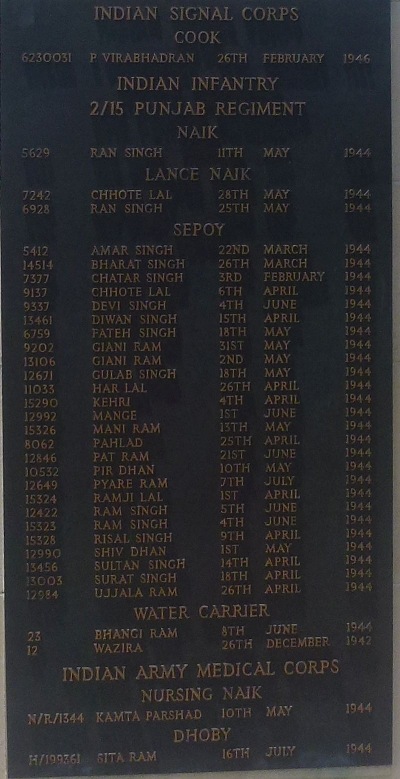 INDIAN SIGNAL CORPS
COOK
6230031 P VIRABHADRAN 26TH FEBRUARY 1946
INDIAN INFANTRY
2/15 PUNJAB REGIMENT
NAIK
5629 RAN SINGH 11TH MAY 1944
LANCE NAIK
7242 CHHOTE LAL 28TH MAY 1944
6928 RAN SINGH 25TH MAY 1944
SEPOY
5412 AMAR SINGH 22ND MARCH 1944
14514 BHARAT SINGH 26TH MARCH 1944
7377 CHATAR SINGH 3RD FEBRUARY 1944
9137 CHHOTE LAL 6TH APRIL 1944
9337 DEVI SINGH 4TH JUNE 1944
13461 DIWAN SINGH 15TH APRIL 1944
6759 FATEH SINGH 18TH MAY 1944
9202 GIANI RAM 31ST MAY 1944
13106 GIANI RAM 2ND MAY 1944
12671 GULAB SINGH 18TH MAY 1944
11033 HAR LAL 26TH APRIL 1944
15290 KEHRI 4TH APRIL 1944
12992 MANGE 1ST JUNE 1944
15326 MANI RAM 13TH MAY 1944
8062 PAHLAD 25TH APRIL 1944
12846 PAT RAM 21ST JUNE 1944
10532 PIR DHAN 10TH MAY 1944
12649 PYARE RAM 7TH JULY 1944
15324 RAMJI LAL 1ST APRIL 1944
12422 RAM SINGH 5TH JUNE 1944
15323 RAM SINGH 4TH JUNE 1944
15328 RISAL SINGH 9TH APRIL 1944
12990 SHIV DHAN 1ST MAY 1944
13456 SULTAN SINGH 14TH APRIL 1944
13003 SURAT SINGH 18TH APRIL 1944
12984 UJJALA RAM 26TH APRIL 1944
WATER CARRIER
23 BHANGI RAM 8TH JUNE 1944
12 WAZIRA 26TH DECEMBER 1942
INDIAN ARMY MEDICAL CORPS
NURSING NAIK
N/R/1344 KAMTA PARSHAD 10TH MAY 1944
DHOBY
H/199361 SITA RAM 16TH JULY 1944